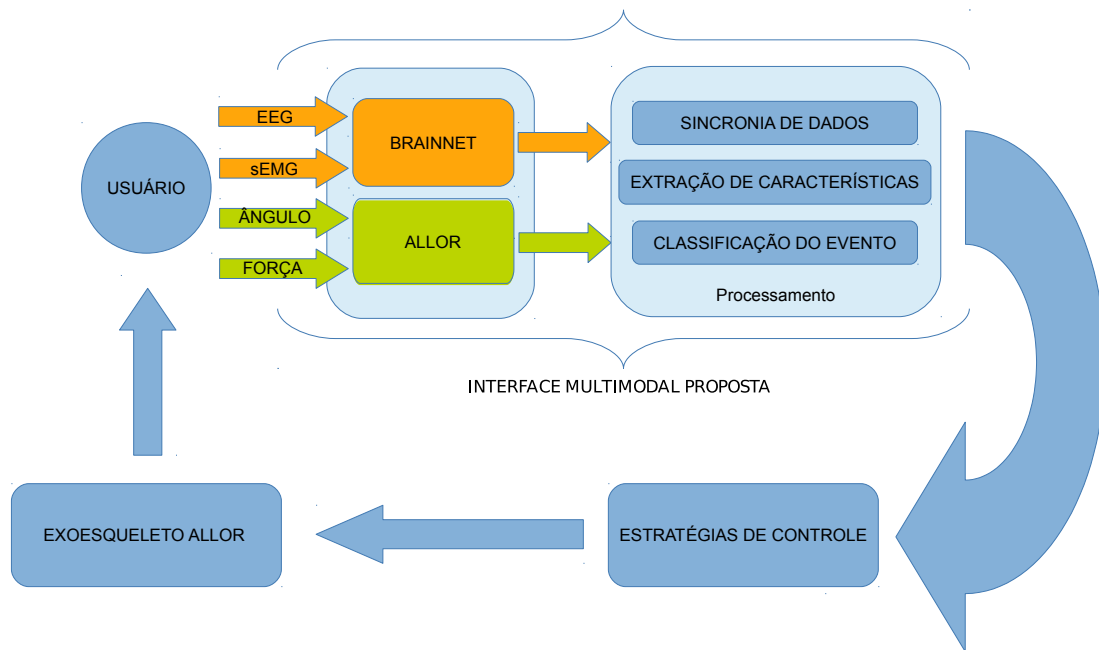 EEG
sEMG
ÂNGULO
FORÇA
USUÁRIO
BRAINNET
ALLOR
SINCRONIA DE DADOS
EXTRAÇÃO DE CARACTERÍSTÍCAS
CLASSIFICAÇÃO DO EVENTO
Processamento
INTERFACE MULTIMODAL PROPOSTA
EXOESQUELETO ALLOR
ESTRATÉGIAS DE CONTROLE